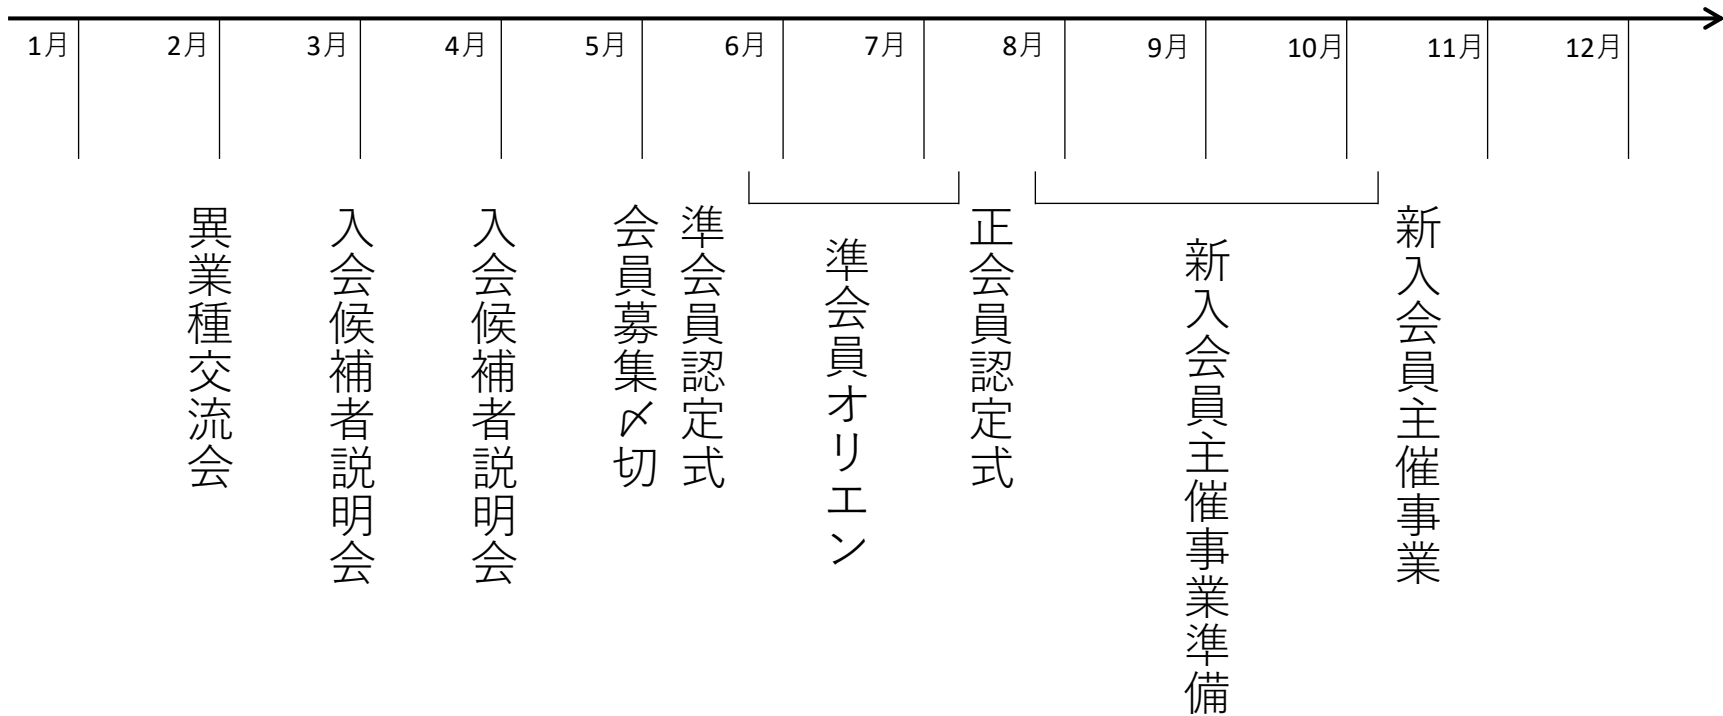 1月
2月
3月
4月
5月
6月
7月
8月
9月
10月
11月
12月
異業種交流会
入会候補者説明会
入会候補者説明会
会員募集〆切
準会員認定式
準会員オリエン
正会員認定式
新入会員主催事業準備
新入会員主催事業